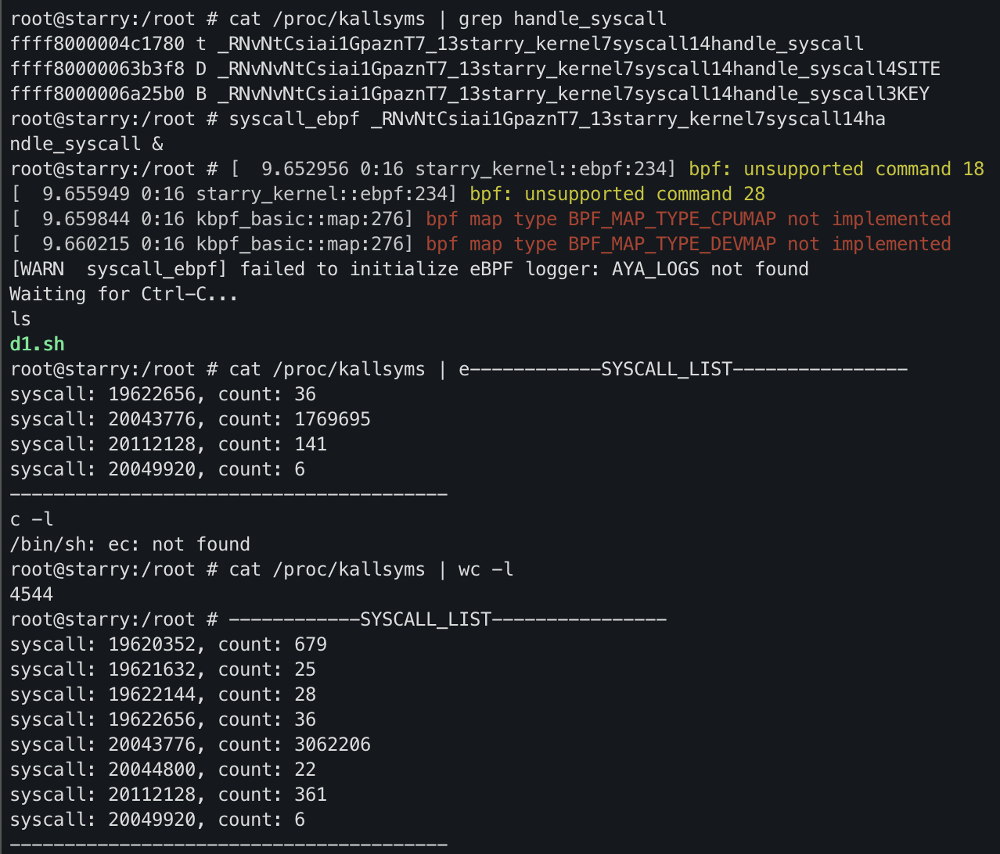 root@starry:/root # cat /proc/kallsyms | grep handle_syscall
ffff8000004c1780 t _RNvNtCsiai1GpaznT7_13starry_kernel7syscall14handle_syscall
ffff80000063b3f8 D _RNvNvNtCsiai1GpaznT7_13starry_kernel7syscall14handle_syscall4SITE
ffff8000006a25b0 B _RNvNvNtCsiai1GpaznT7_13starry_kernel7syscall14handle_syscall3KEY
root@starry:/root # syscall_ebpf _RNvNtCsiai1GpaznT7_13starry_kernel7syscall14ha
ndle_syscall &
root@starry:/root # [  9.652956 0:16 starry_kernel::ebpf:234] bpf: unsupported command 18
[  9.655949 0:16 starry_kernel::ebpf:234] bpf: unsupported command 28
[  9.659844 0:16 kbpf_basic::map:276] bpf map type BPF_MAP_TYPE_CPUMAP not implemented
[  9.660215 0:16 kbpf_basic::map:276] bpf map type BPF_MAP_TYPE_DEVMAP not implemented
[WARN  syscall_ebpf] failed to initialize eBPF logger: AYA_LOGS not found
Waiting for Ctrl-C...
ls
d1.sh
root@starry:/root # cat /proc/kallsyms | e------------SYSCALL_LIST----------------
syscall: 19622656, count: 36
syscall: 20043776, count: 1769695
syscall: 20112128, count: 141
syscall: 20049920, count: 6
----------------------------------------
c -l
/bin/sh: ec: not found
root@starry:/root # cat /proc/kallsyms | wc -l
4544
root@starry:/root # ------------SYSCALL_LIST----------------
syscall: 19620352, count: 679
syscall: 19621632, count: 25
syscall: 19622144, count: 28
syscall: 19622656, count: 36
syscall: 20043776, count: 3062206
syscall: 20044800, count: 22
syscall: 20112128, count: 361
syscall: 20049920, count: 6
----------------------------------------